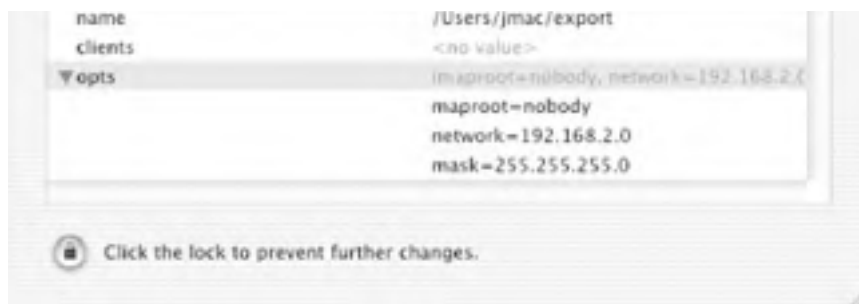 name /Users/jmac/export
clients <no value>
opts (maproot=nobody, network=192.168.2.0
maproot=nobody
network=192.168.2.0
mask=255.255.255.0
Click the lock to prevent further changes.